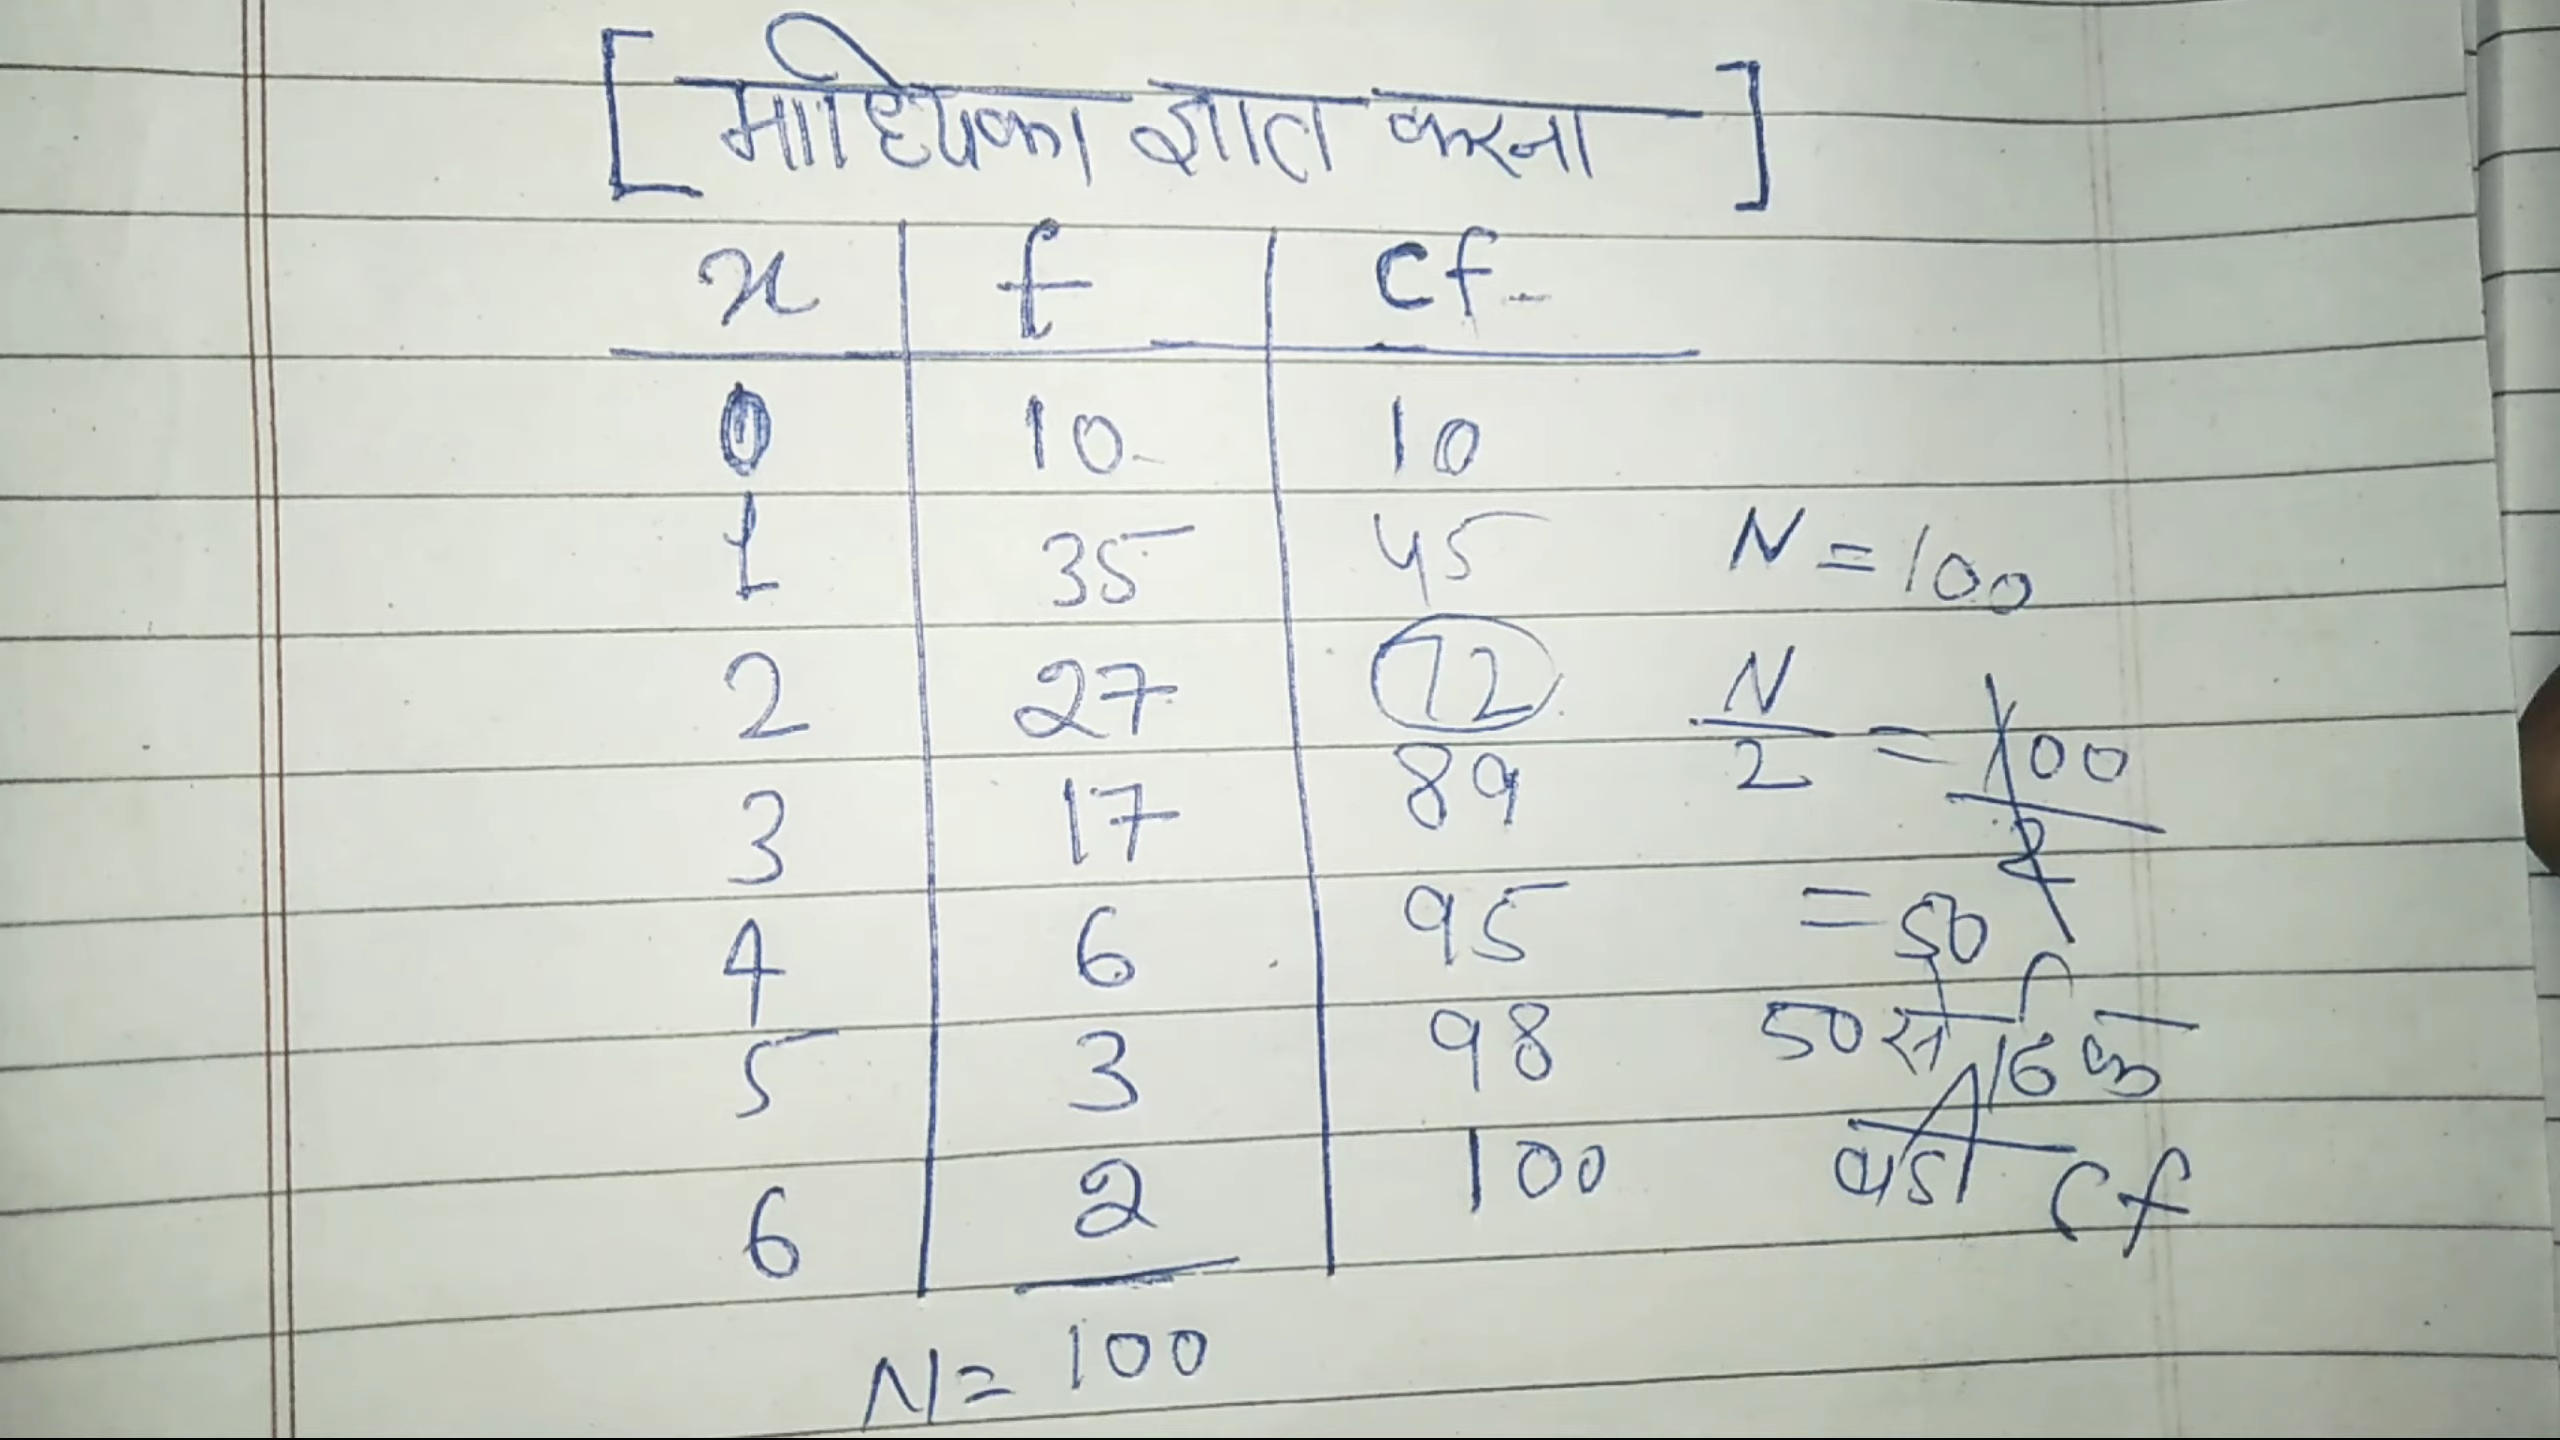 [ माध्यिका ज्ञात करना ]
x f cf
0 10 10
1 35 45 N = 100
2 27 72 N/2 = 100/2
3 17 89
4 6 95 = 50
5 3 98 50 से अधिक
6 2 100 बड़ा cf
N = 100